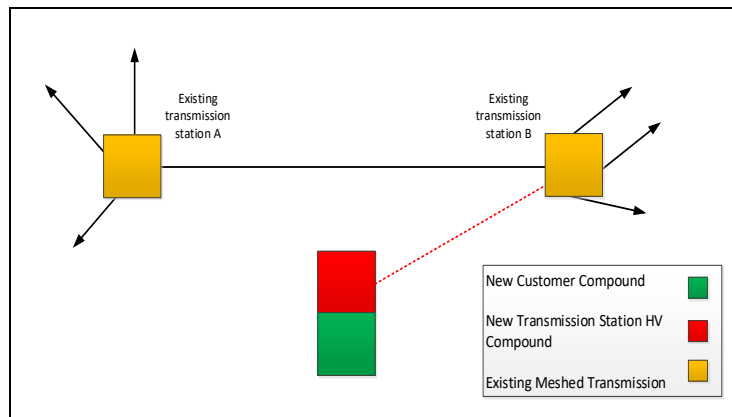 Existing
transmission
station A
Existing
transmission
station B
New Customer Compound
New Transmission Station HV
Compound
Existing Meshed Transmission